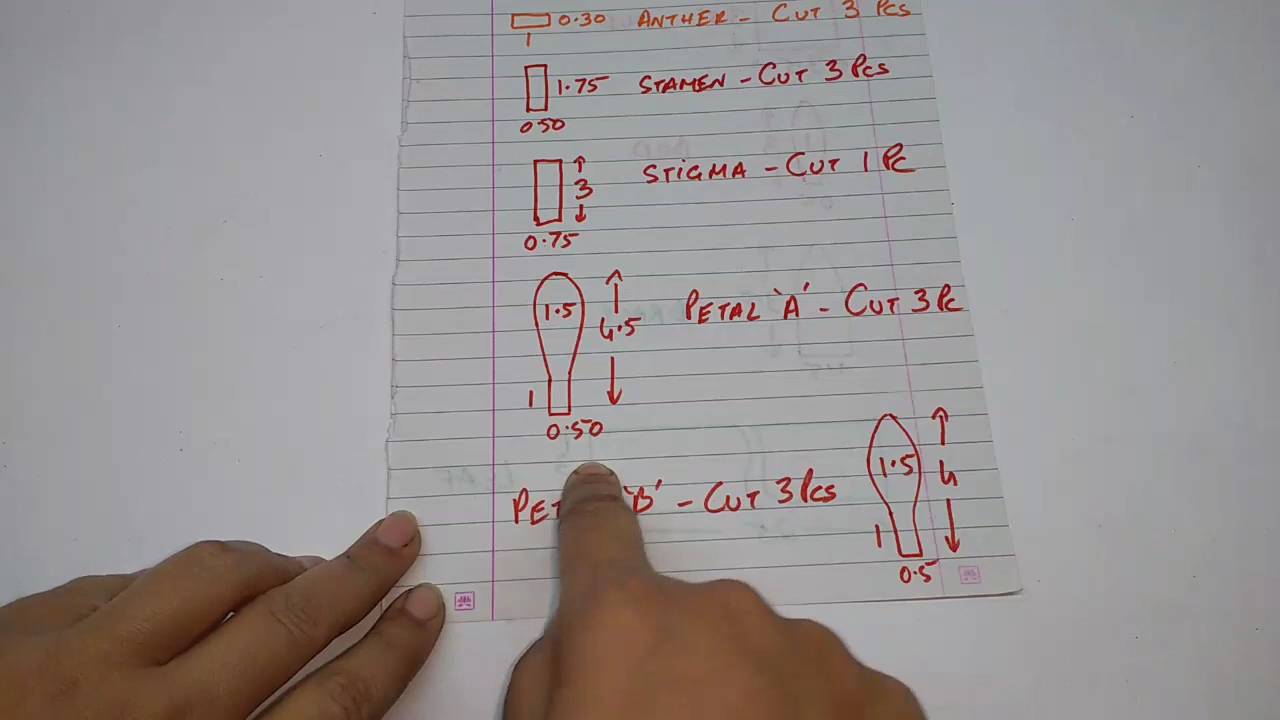 0.30 ANTHER - CUT 3 PCS
1
1.75 STAMEN - CUT 3 PCS
0.50
3 STIGMA - CUT 1 PC
0.75
1.5 4.5 PETAL 'A' - CUT 3 PC
1
0.50
'B' - CUT 3 PCS 1.5 4
1
0.5